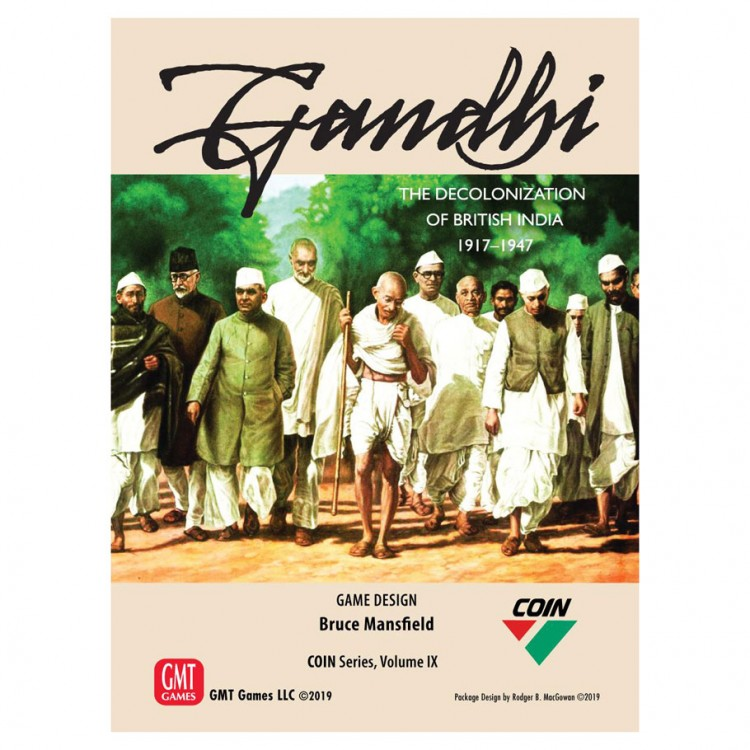 Gandhi
THE DECOLONIZATION
OF BRITISH INDIA
1917–1947
GAME DESIGN
Bruce Mansfield
COIN
COIN Series, Volume IX
GMT
GAMES
GMT Games LLC ©2019
Package Design by Rodger B. MacGowan ©2019